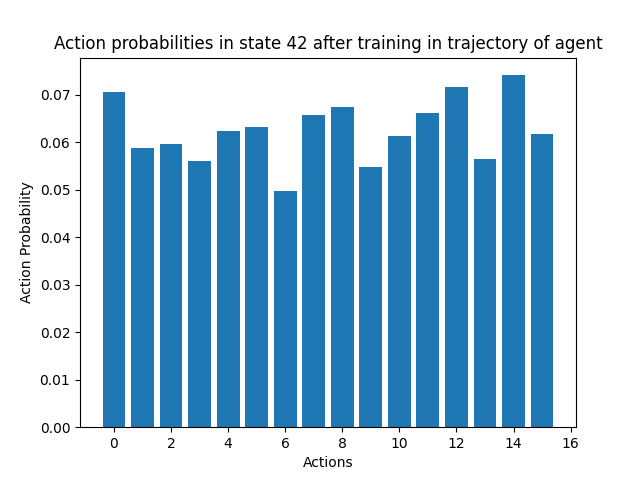 Action probabilities in state 42 after training in trajectory of agent
0.07
0.06
0.05
0.04
0.03
0.02
0.01
0.00
Action Probability
0 2 4 6 8 10 12 14 16
Actions